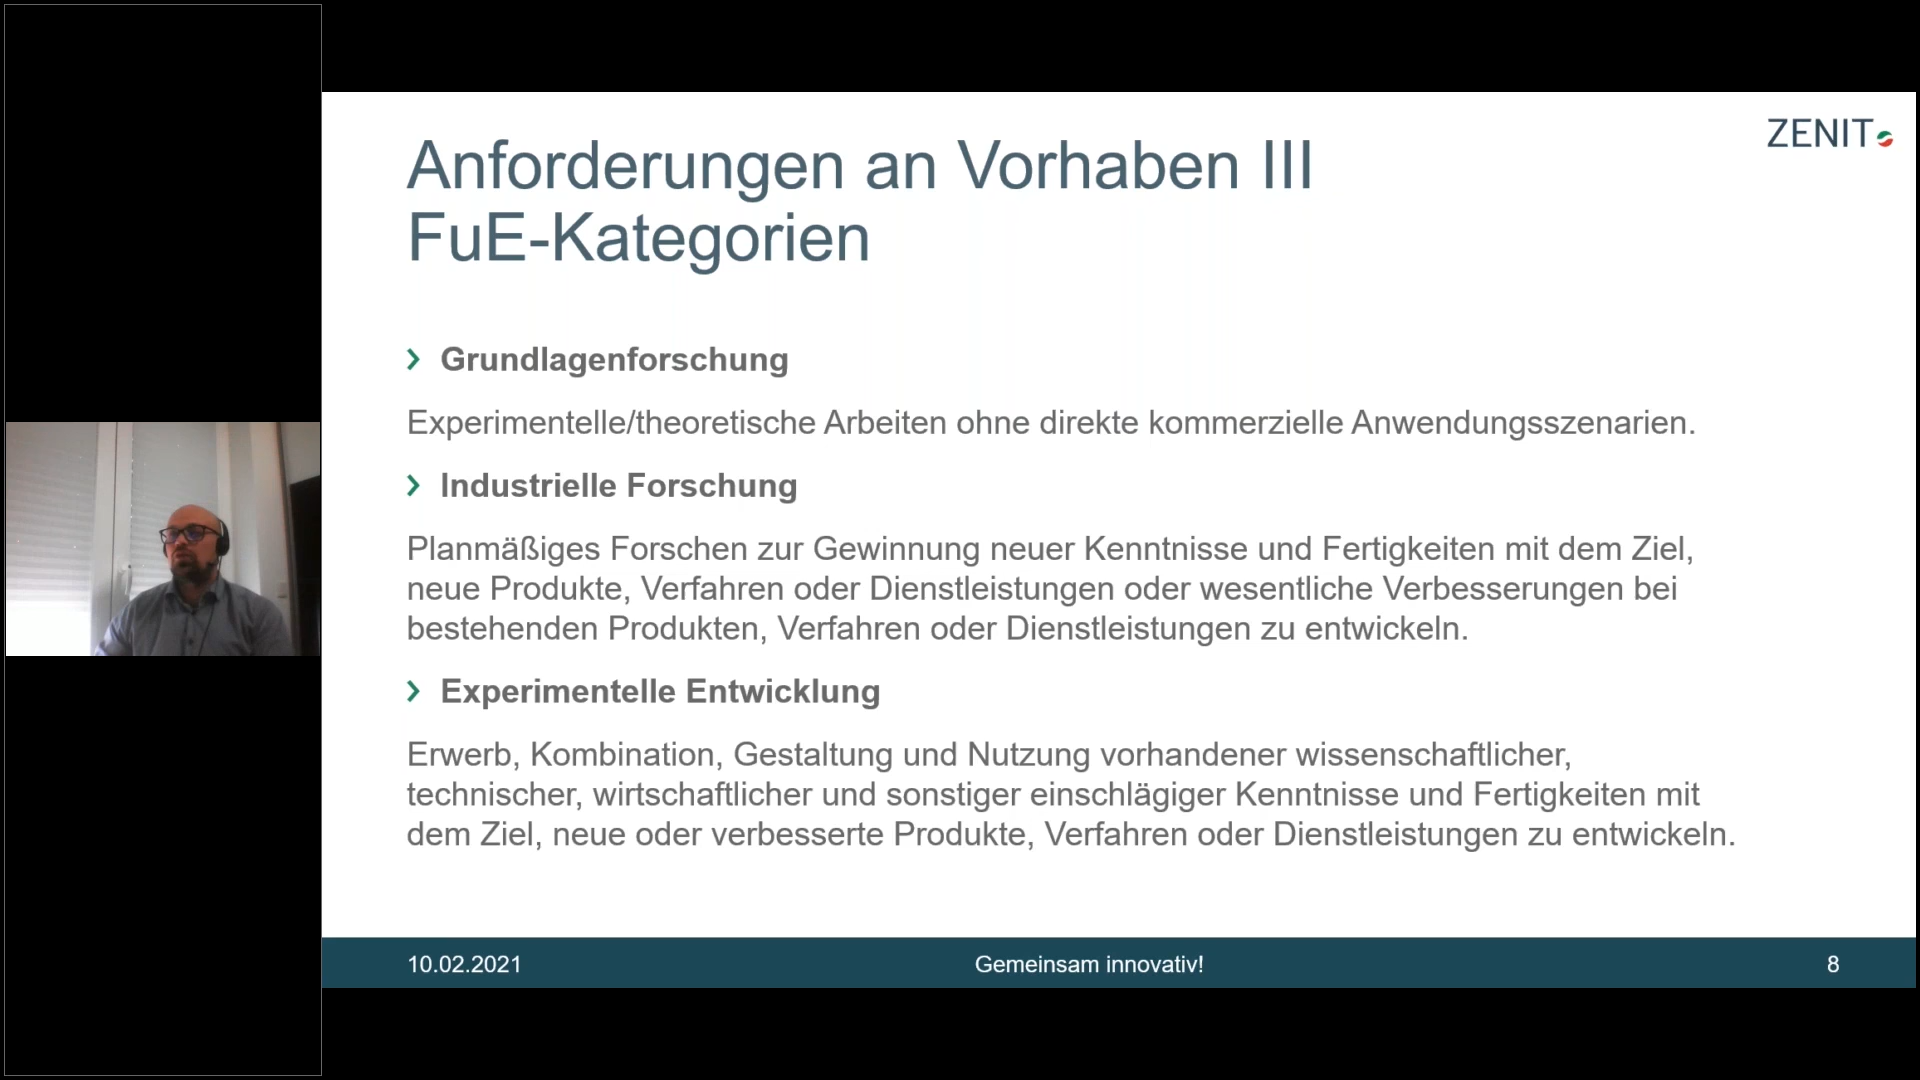 ZENIT
Anforderungen an Vorhaben III
FuE-Kategorien
Grundlagenforschung
Experimentelle/theoretische Arbeiten ohne direkte kommerzielle Anwendungsszenarien.
Industrielle Forschung
Planmäßiges Forschen zur Gewinnung neuer Kenntnisse und Fertigkeiten mit dem Ziel,
neue Produkte, Verfahren oder Dienstleistungen oder wesentliche Verbesserungen bei
bestehenden Produkten, Verfahren oder Dienstleistungen zu entwickeln.
Experimentelle Entwicklung
Erwerb, Kombination, Gestaltung und Nutzung vorhandener wissenschaftlicher,
technischer, wirtschaftlicher und sonstiger einschlägiger Kenntnisse und Fertigkeiten mit
dem Ziel, neue oder verbesserte Produkte, Verfahren oder Dienstleistungen zu entwickeln.
10.02.2021
Gemeinsam innovativ!
8